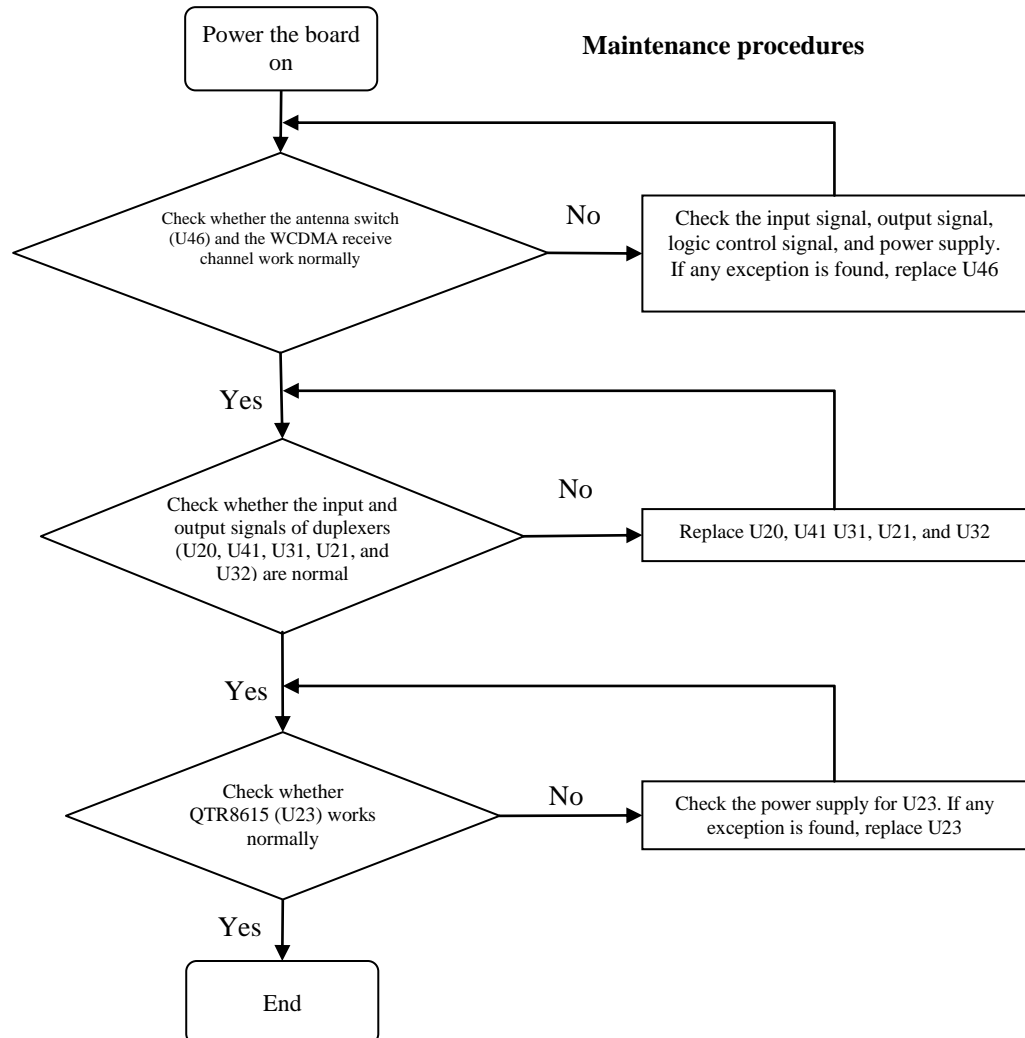 Power the board
on
Maintenance procedures
Check whether the antenna switch
(U46) and the WCDMA receive
channel work normally
No
Check the input signal, output signal,
logic control signal, and power supply.
If any exception is found, replace U46
Yes
Check whether the input and
output signals of duplexers
(U20, U41, U31, U21, and
U32) are normal
No
Replace U20, U41 U31, U21, and U32
Yes
Check whether
QTR8615 (U23) works
normally
No
Check the power supply for U23. If any
exception is found, replace U23
Yes
End